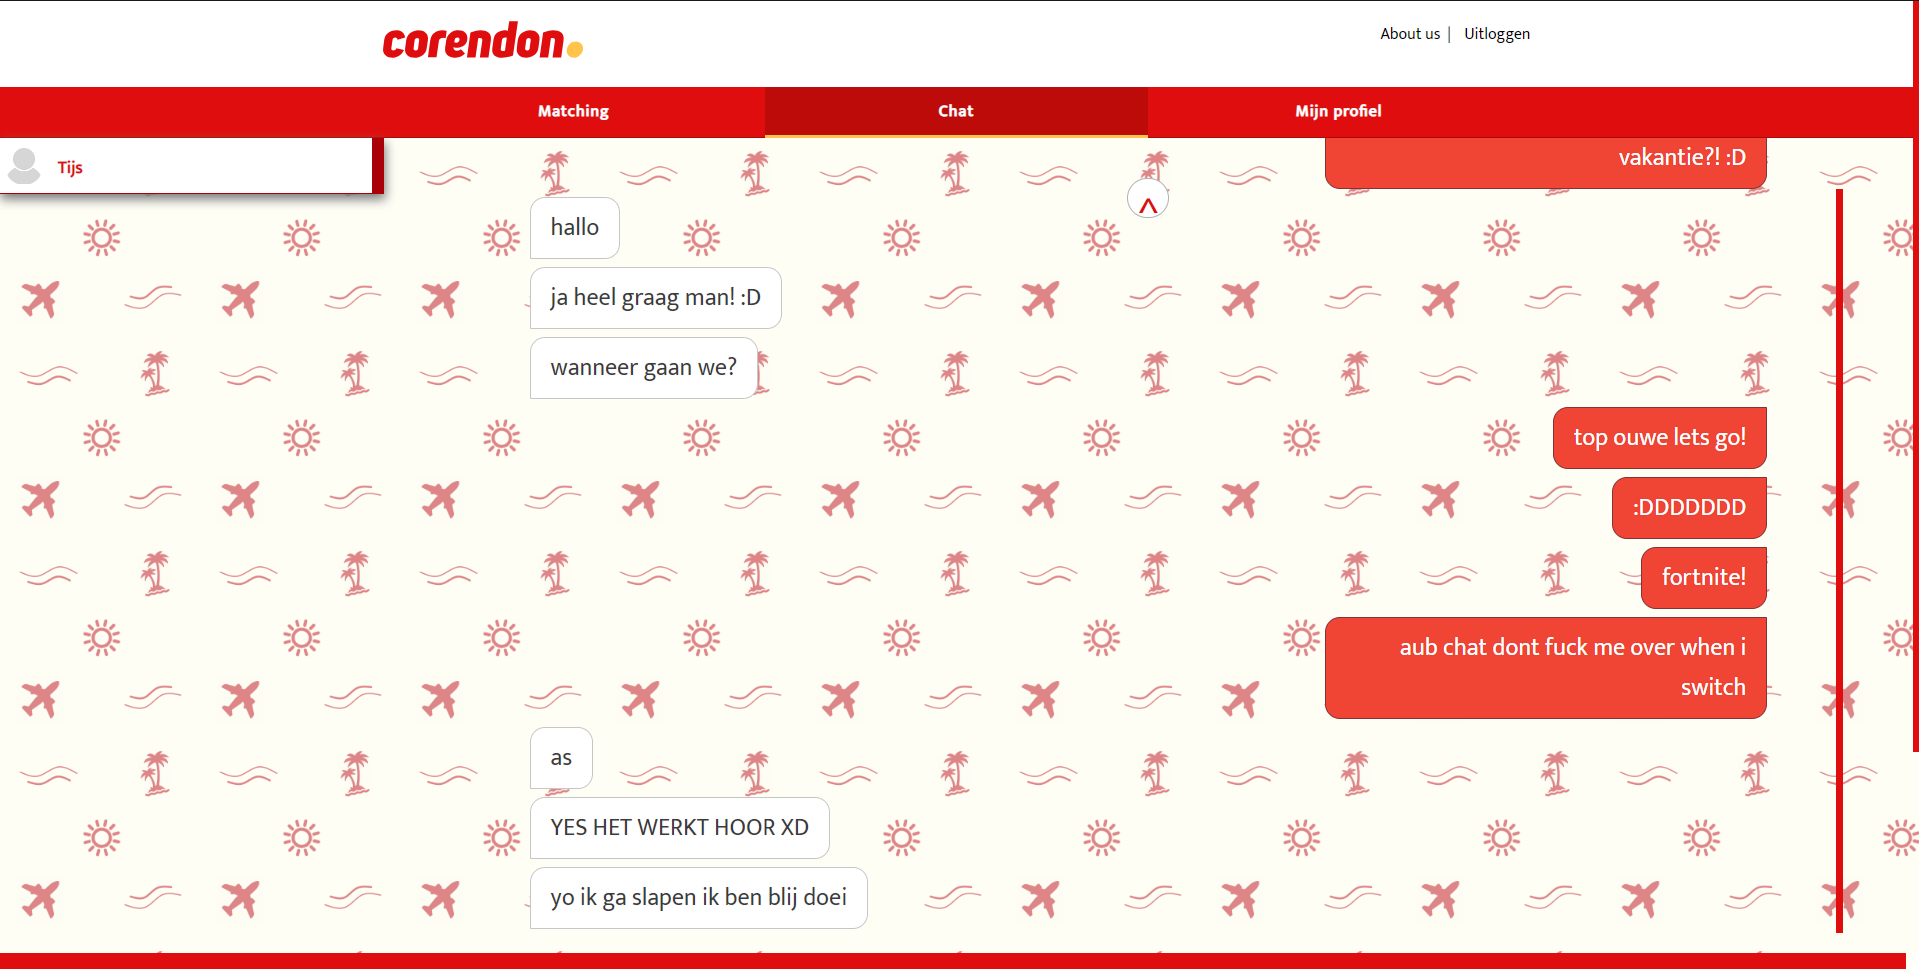 corendon
About us | Uitloggen
Matching
Chat
Mijn profiel
Tijs
vakantie?! :D
hallo
ja heel graag man! :D
wanneer gaan we?
top ouwe lets go!
:DDDDDDD
fortnite!
aub chat dont fuck me over when i
switch
as
YES HET WERKT HOOR XD
yo ik ga slapen ik ben blij doei